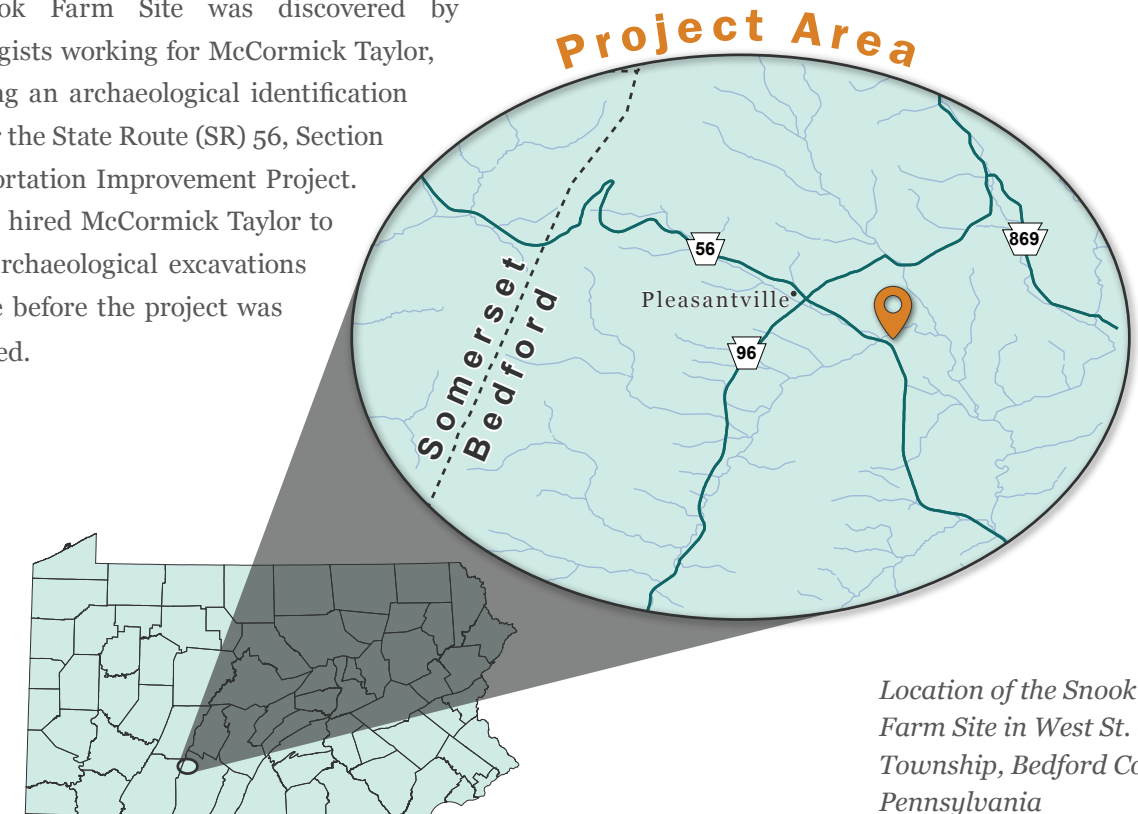 ok Farm Site was discovered by
gists working for McCormick Taylor,
ng an archaeological identification
r the State Route (SR) 56, Section
ortation Improvement Project.
hired McCormick Taylor to
rchaeological excavations
e before the project was
ed.
Project Area
56
869
Pleasantville
96
Somerset
Bedford
Location of the Snook
Farm Site in West St.
Township, Bedford Co
Pennsylvania